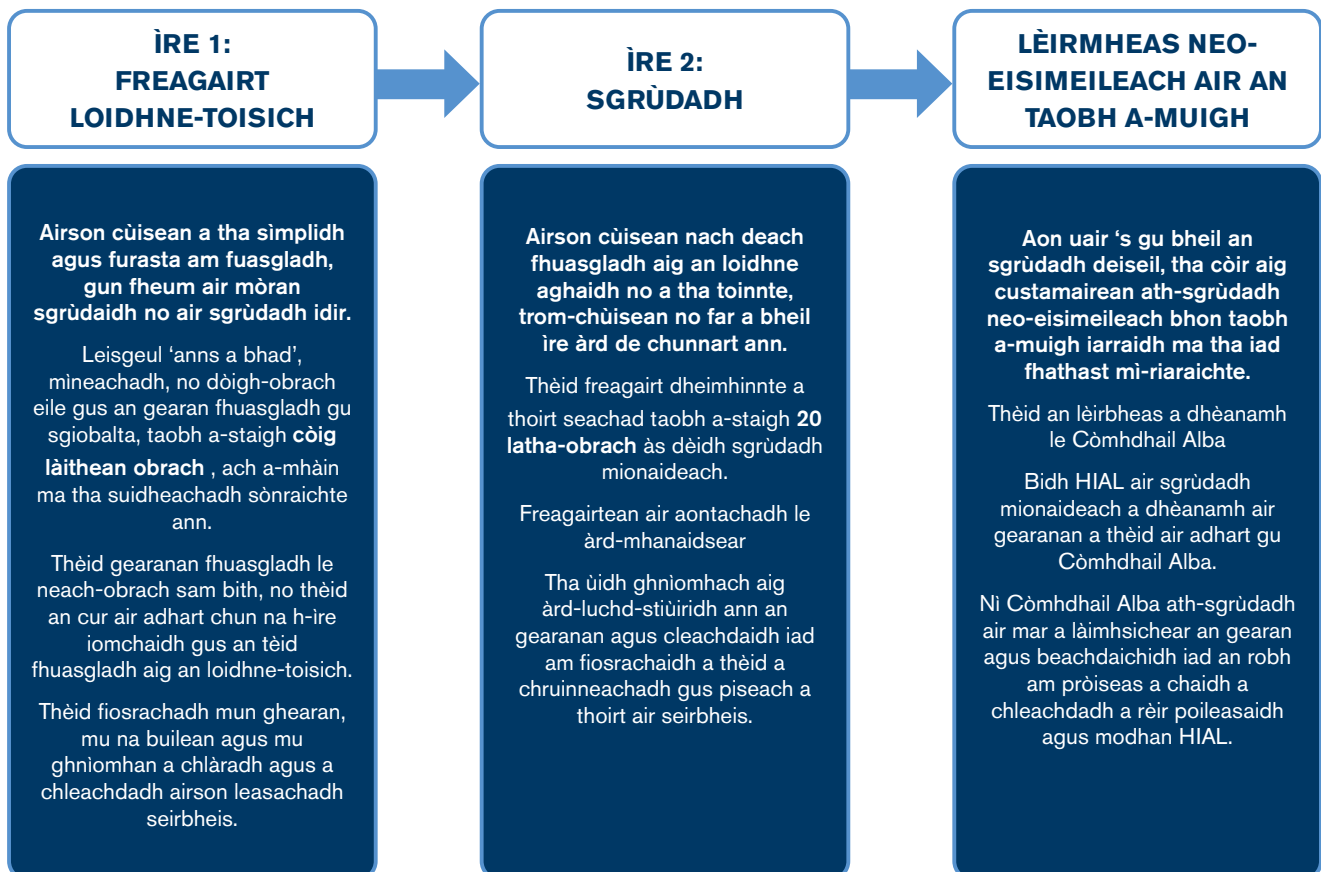 ÌRE 1:
FREAGAIRT
LOIDHNE-TOISICH
Airson cùisean a tha sìmplidh
agus furasta am fuasgladh,
gun fheum air mòran
sgrùdaidh no air sgrùdadh idir.
Leisgeul 'anns a bhad',
mìneachadh, no dòigh-obrach
eile gus an gearan fhuasgladh gu
sgiobalta, taobh a-staigh còig
làithean obrach , ach a-mhàin
ma tha suidheachadh sònraichte
ann.
Thèid gearanan fhuasgladh le
neach-obrach sam bith, no thèid
an cur air adhart chun na h-ìre
iomchaidh gus an tèid
fhuasgladh aig an loidhne-toisich.
Thèid fiosrachadh mun ghearan,
mu na builean agus mu
ghnìomhan a chlàradh agus a
chleachdadh airson leasachadh
seirbheis.
ÌRE 2:
SGRÙDADH
Airson cùisean nach deach
fhuasgladh aig an loidhne
aghaidh no a tha toinnte,
trom-chùisean no far a bheil
ìre àrd de chunnart ann.
Thèid freagairt dheimhinnte a
thoirt seachad taobh a-staigh 20
latha-obrach às dèidh sgrùdadh
mionaideach.
Freagairtean air aontachadh le
àrd-mhanaidsear
Tha ùidh ghnìomhach aig
àrd-luchd-stiùiridh ann an
gearanan agus cleachdaidh iad
am fiosrachaidh a thèid a
chruinneachadh gus piseach a
thoirt air seirbheis.
LÈIRMHEAS NEO-
EISIMEILEACH AIR AN
TAOBH A-MUIGH
Aon uair ‘s gu bheil an
sgrùdadh deiseil, tha còir aig
custamairean ath-sgrùdadh
neo-eisimeileach bhon taobh
a-muigh iarraidh ma tha iad
fhathast mì-riaraichte.
Thèid an lèirbheas a dhèanamh
le Còmhdhail Alba
Bidh HIAL air sgrùdadh
mionaideach a dhèanamh air
gearanan a thèid air adhart gu
Còmhdhail Alba.
Nì Còmhdhail Alba ath-sgrùdadh
air mar a làimhsichear an gearan
agus beachdaichidh iad an robh
am pròiseas a chaidh a
chleachdadh a rèir poileasaidh
agus modhan HIAL.